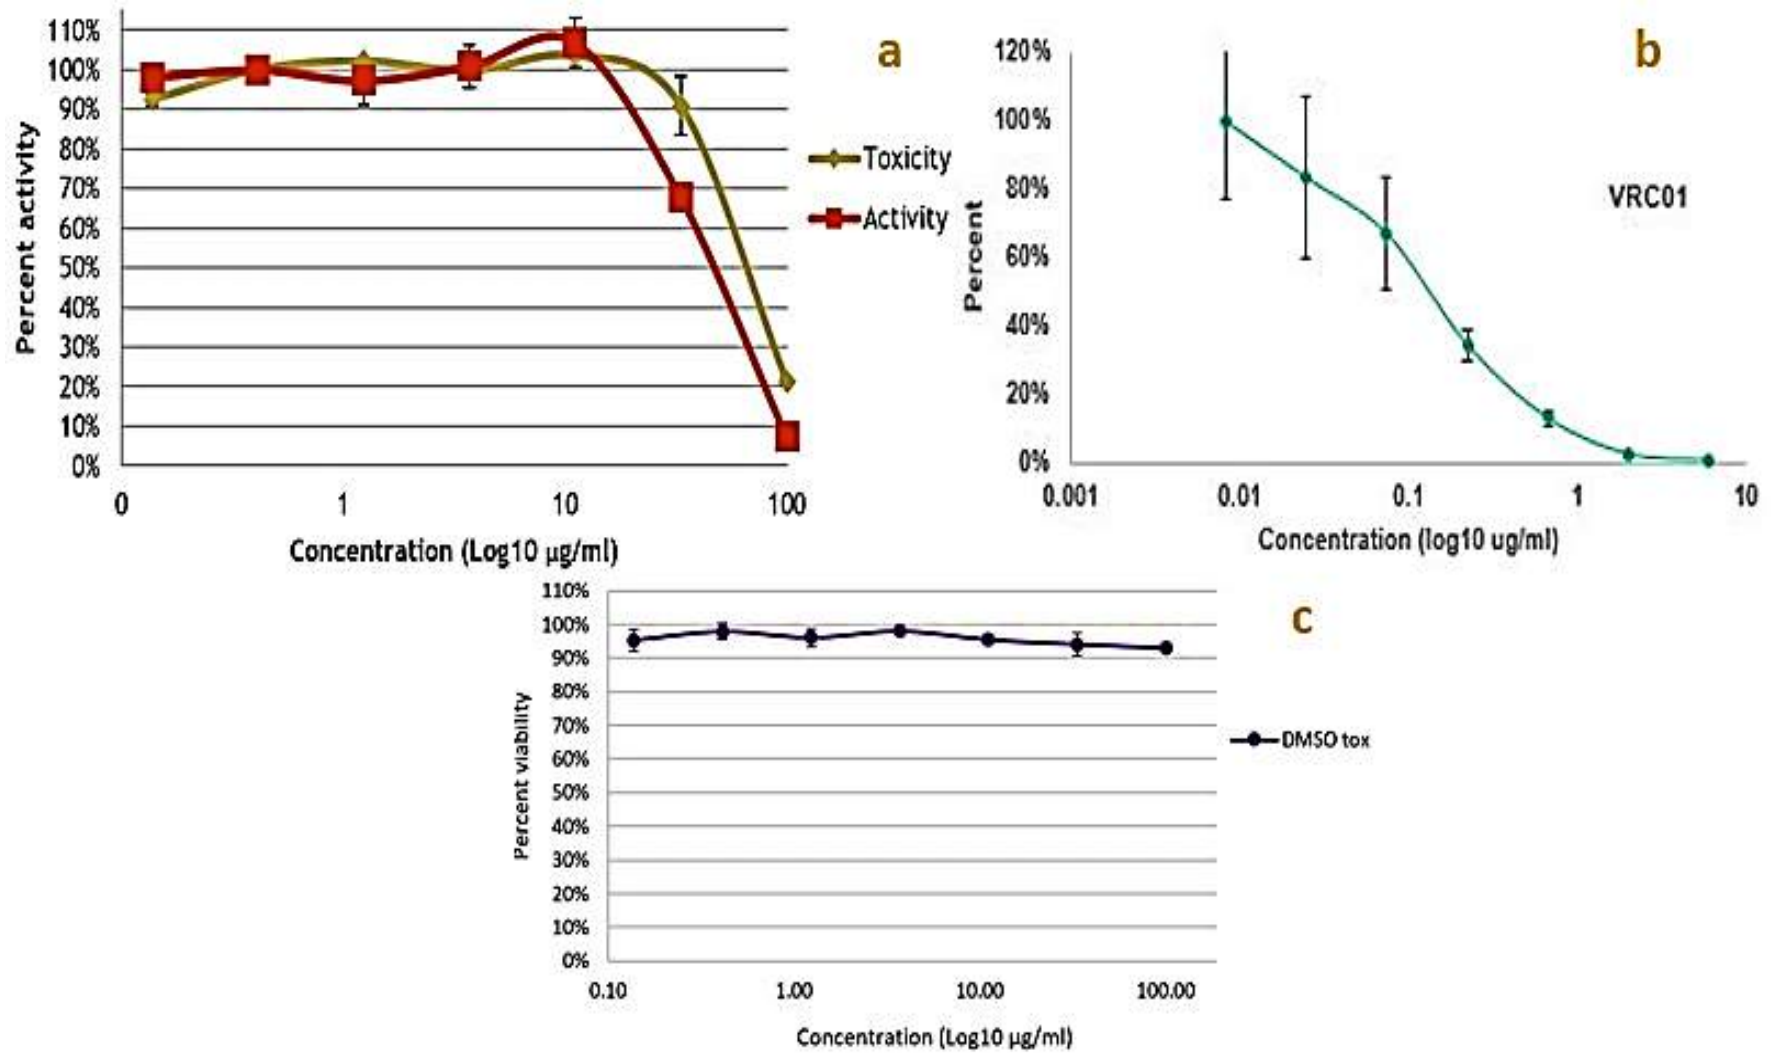 a
110%
100%
90%
80%
70%
60%
50%
40%
30%
20%
10%
0%
Percent activity
0 1 10 100
Concentration (Log10 µg/ml)
Toxicity
Activity
b
120%
100%
80%
60%
40%
20%
0%
Percent
VRC01
0.001 0.01 0.1 1 10
Concentration (log10 ug/ml)
c
110%
100%
90%
80%
70%
60%
50%
40%
30%
20%
10%
0%
Percent viability
DMSO tox
0.10 1.00 10.00 100.00
Concentration (Log10 µg/ml)